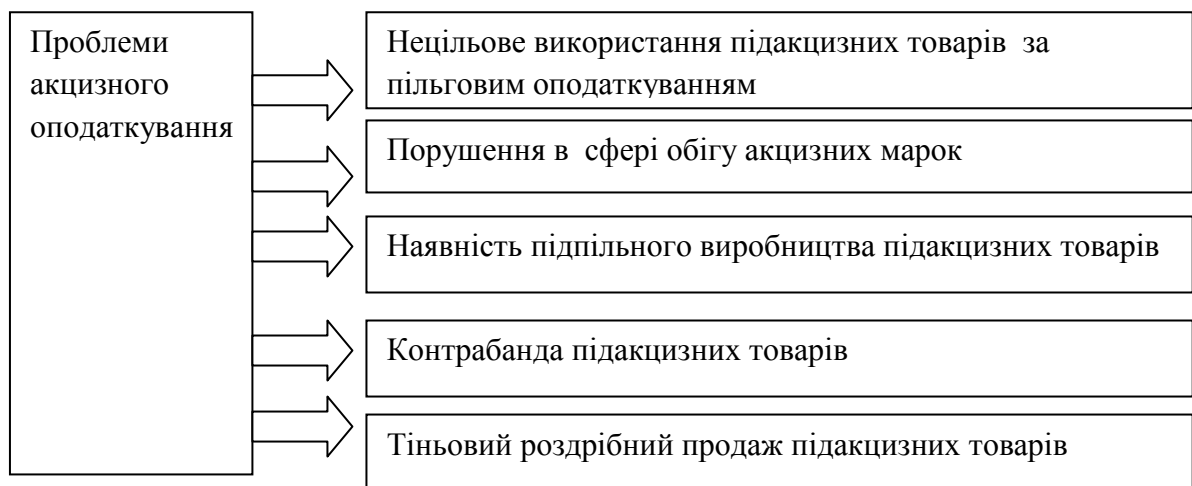 Проблеми
акцизного
оподаткування
Нецільове використання підакцизних товарів  за
пільговим оподаткуванням
Порушення в  сфері обігу акцизних марок
Наявність підпільного виробництва підакцизних товарів
Контрабанда підакцизних товарів
Тіньовий роздрібний продаж підакцизних товарів